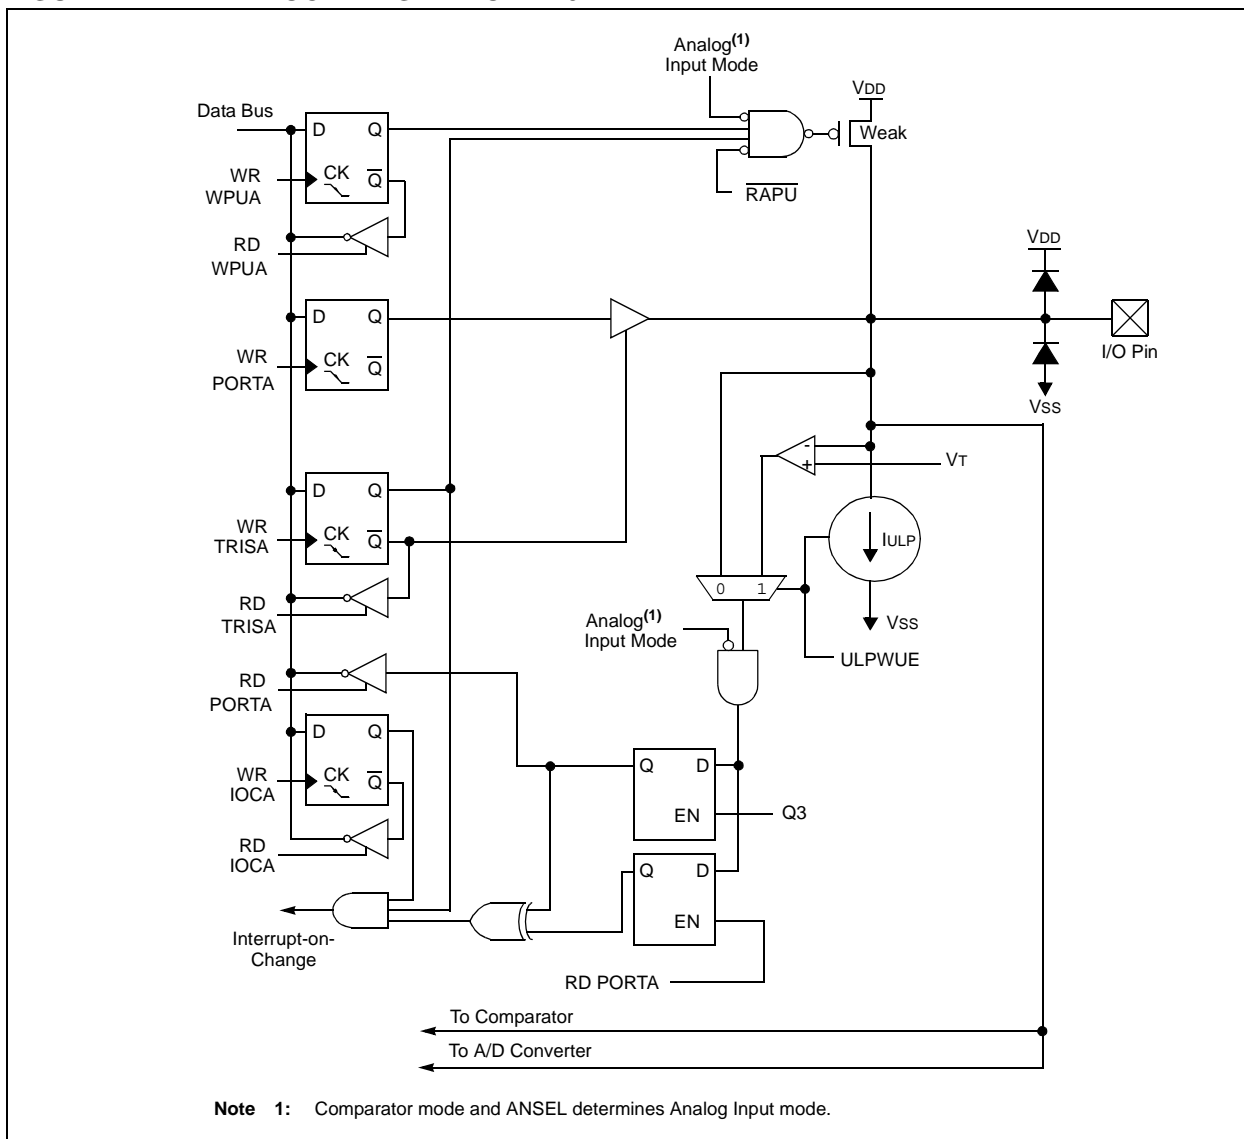 Analog(1)
Input Mode
VDD
Data Bus
D Q
Weak
WR
WPUA
CK Q
RAPU
RD
WPUA
VDD
D Q
WR
PORTA
CK Q
I/O Pin
VSS
-
+
VT
D Q
WR
TRISA
CK Q
IULP
0 1
RD
TRISA
Analog(1)
Input Mode
VSS
ULPWUE
RD
PORTA
D Q
WR
IOCA
CK Q
Q D
EN
Q3
RD
IOCA
Q D
EN
Interrupt-on-
Change
RD PORTA
To Comparator
To A/D Converter
Note 1: Comparator mode and ANSEL determines Analog Input mode.